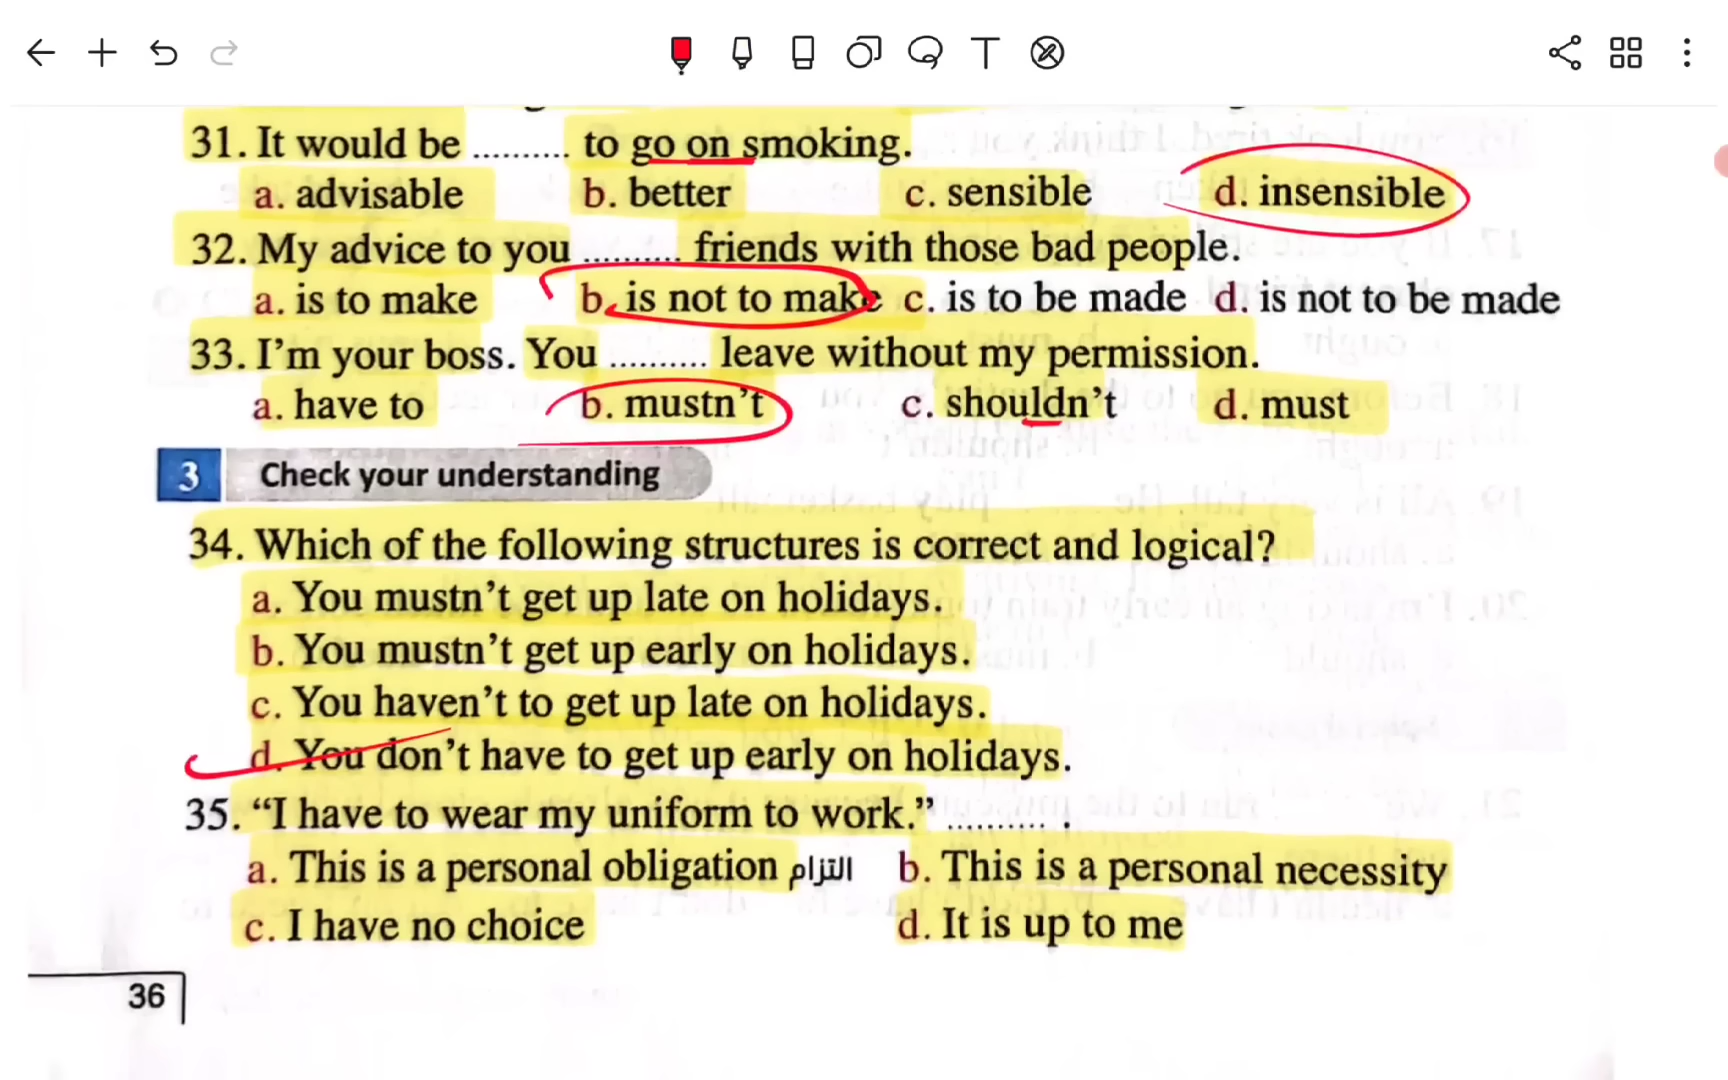 31. It would be .......... to go on smoking.
a. advisable b. better c. sensible d. insensible
32. My advice to you .......... friends with those bad people.
a. is to make b. is not to make c. is to be made d. is not to be made
33. I'm your boss. You .......... leave without my permission.
a. have to b. mustn't c. shouldn't d. must
3 Check your understanding
34. Which of the following structures is correct and logical?
a. You mustn't get up late on holidays.
b. You mustn't get up early on holidays.
c. You haven't to get up late on holidays.
d. You don't have to get up early on holidays.
35. “I have to wear my uniform to work.” .......... .
a. This is a personal obligation التزام b. This is a personal necessity
c. I have no choice d. It is up to me
36